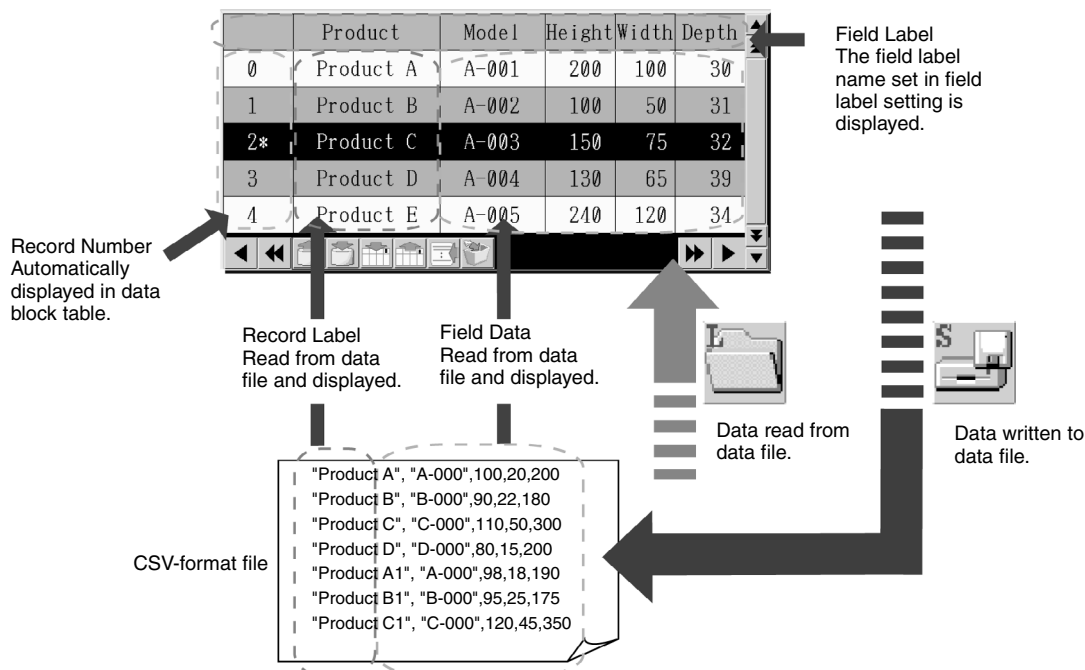 Product Model Height Width Depth
0 Product A A-001 200 100 30
1 Product B A-002 100 50 31
2* Product C A-003 150 75 32
3 Product D A-004 130 65 39
4 Product E A-005 240 120 34
Field Label
The field label
name set in field
label setting is
displayed.
Record Number
Automatically
displayed in data
block table.
Record Label
Read from data
file and displayed.
Field Data
Read from data
file and displayed.
L
Data read from
data file.
S
Data written to
data file.
CSV-format file
"Product A", "A-000",100,20,200
"Product B", "B-000",90,22,180
"Product C", "C-000",110,50,300
"Product D", "D-000",80,15,200
"Product A1", "A-000",98,18,190
"Product B1", "B-000",95,25,175
"Product C1", "C-000",120,45,350